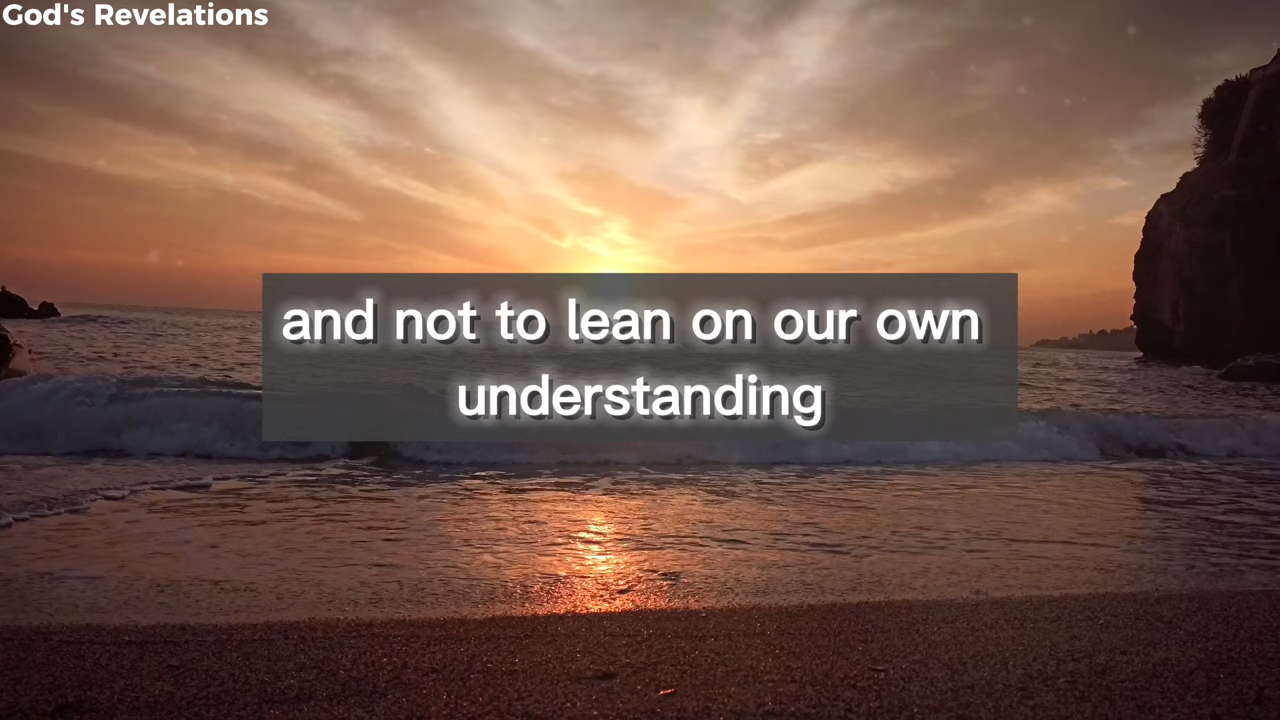 God's Revelations
and not to lean on our own
understanding